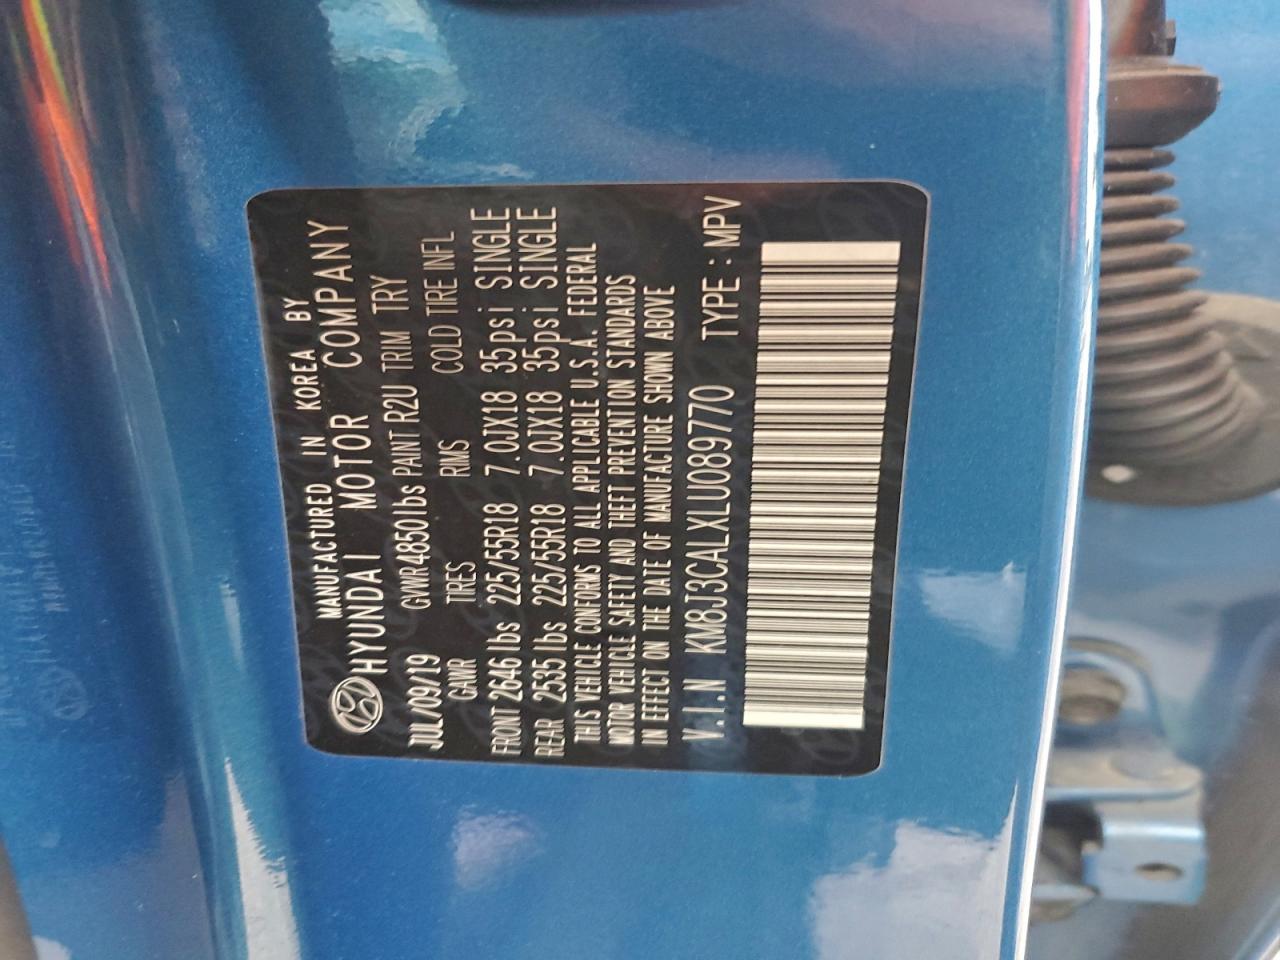 MANUFACTURED IN KOREA BY
HYUNDAI MOTOR COMPANY
JUL/09/19 GVWR 4850lbs PAINT R2U TRIM TRY
GAWR TIRES RIMS COLD TIRE INFL
FRONT 2646lbs 225/55R18 7.0JX18 35psi SINGLE
REAR 2535lbs 225/55R18 7.0JX18 35psi SINGLE
THIS VEHICLE CONFORMS TO ALL APPLICABLE U.S.A. FEDERAL
MOTOR VEHICLE SAFETY AND THEFT PREVENTION STANDARDS
IN EFFECT ON THE DATE OF MANUFACTURE SHOWN ABOVE
V.I.N KM8J3CALXLU089770 TYPE : MPV